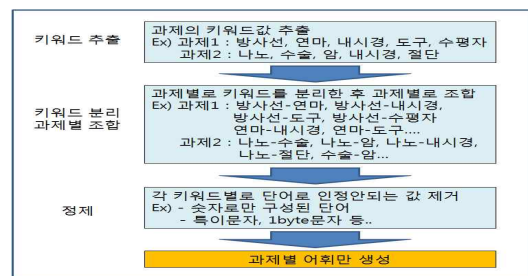 키워드 추출
과제의 키워드값 추출
Ex) 과제1 : 방사선, 연마, 내시경, 도구, 수평자
과제2 : 나노, 수술, 암, 내시경, 절단
키워드 분리
과제별 조합
과제별로 키워드를 분리한 후 과제별로 조합
Ex) 과제1 : 방사선-연마, 방사선-내시경,
방사선-도구, 방사선-수평자
연마-내시경, 연마-도구....
과제2 : 나노-수술, 나노-암, 나노-내시경,
나노-절단, 수술-암...
정제
각 키워드별로 단어로 인정안되는 값 제거
Ex) - 숫자로만 구성된 단어
- 특이문자, 1byte문자 등..
과제별 어휘만 생성